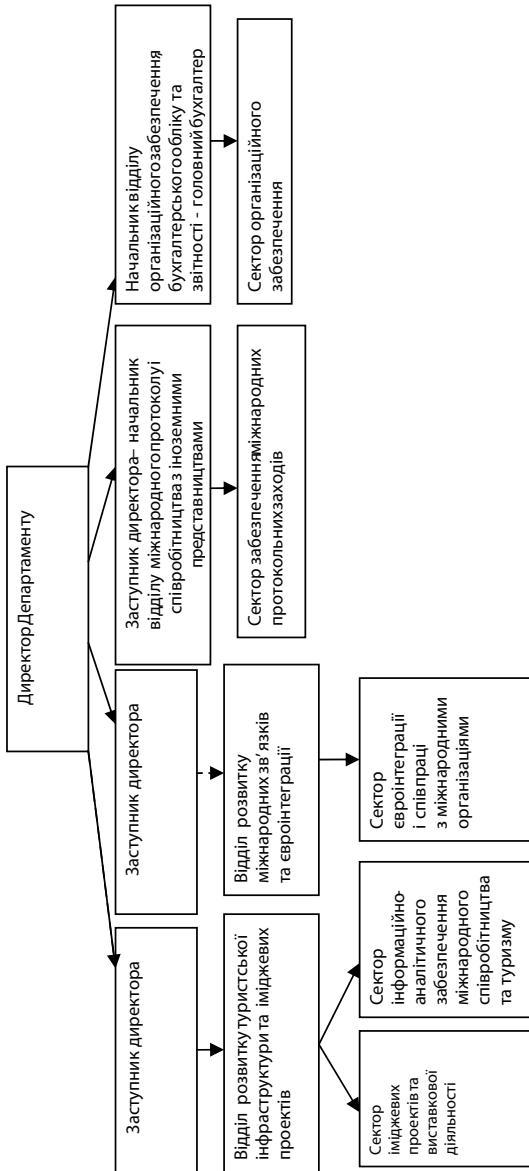 Директор Департаменту
Заступник директора
Заступник директора
Заступник директора – начальник
відділу міжнародного протоколу і
співробітництва з іноземними
представництвами
Начальник відділу
організаційного забезпечення,
бухгалтерського обліку та
звітності - головний бухгалтер
Відділ розвитку туристської
інфраструктури та іміджевих
проектів
Відділ розвитку
міжнародних зв’язків
та євроінтеграції
Сектор забезпечення міжнародних
протокольних заходів
Сектор організаційного
забезпечення
Сектор
іміджевих
проектів та
виставкової
діяльності
Сектор
інформаційно-
аналітичного
забезпечення
міжнародного
співробітництва
та туризму
Сектор
євроінтеграції
і співпраці
з міжнародними
організаціями